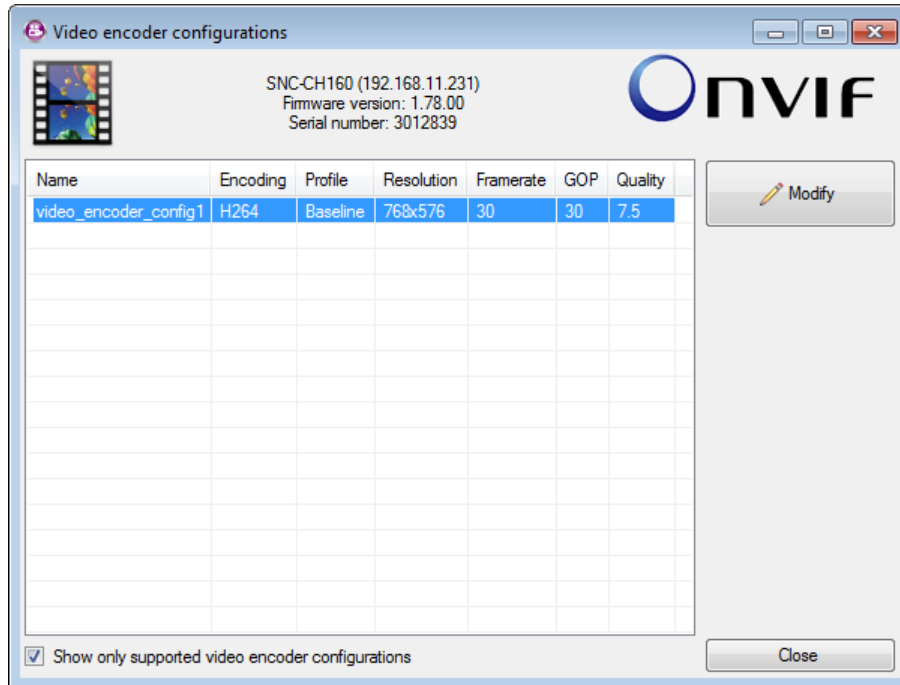 Video encoder configurations
SNC-CH160 (192.168.11.231)
Firmware version: 1.78.00
Serial number: 3012839
ONVIF
Name Encoding Profile Resolution Framerate GOP Quality
video_encoder_config1 H264 Baseline 768x576 30 30 7.5
Modify
Show only supported video encoder configurations
Close